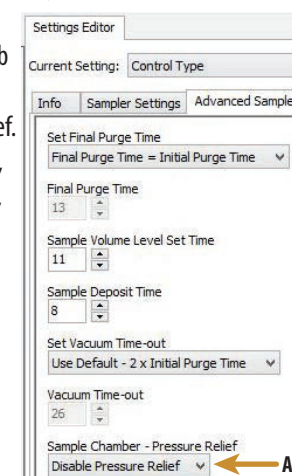 Settings Editor
Current Setting: Control Type
Info Sampler Settings Advanced Sample
Set Final Purge Time
Final Purge Time = Initial Purge Time
Final Purge Time
13
Sample Volume Level Set Time
11
Sample Deposit Time
8
Set Vacuum Time-out
Use Default - 2 x Initial Purge Time
Vacuum Time-out
26
Sample Chamber - Pressure Relief
Disable Pressure Relief A